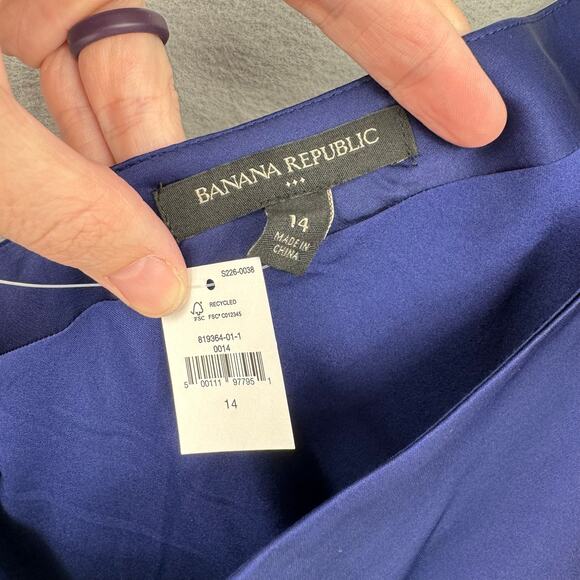 BANANA REPUBLIC
14
MADE IN
CHINA
S226-0038
FSC
RECYCLED
FSC® C012345
819364-01-1
0014
5 00111 97795 1
14